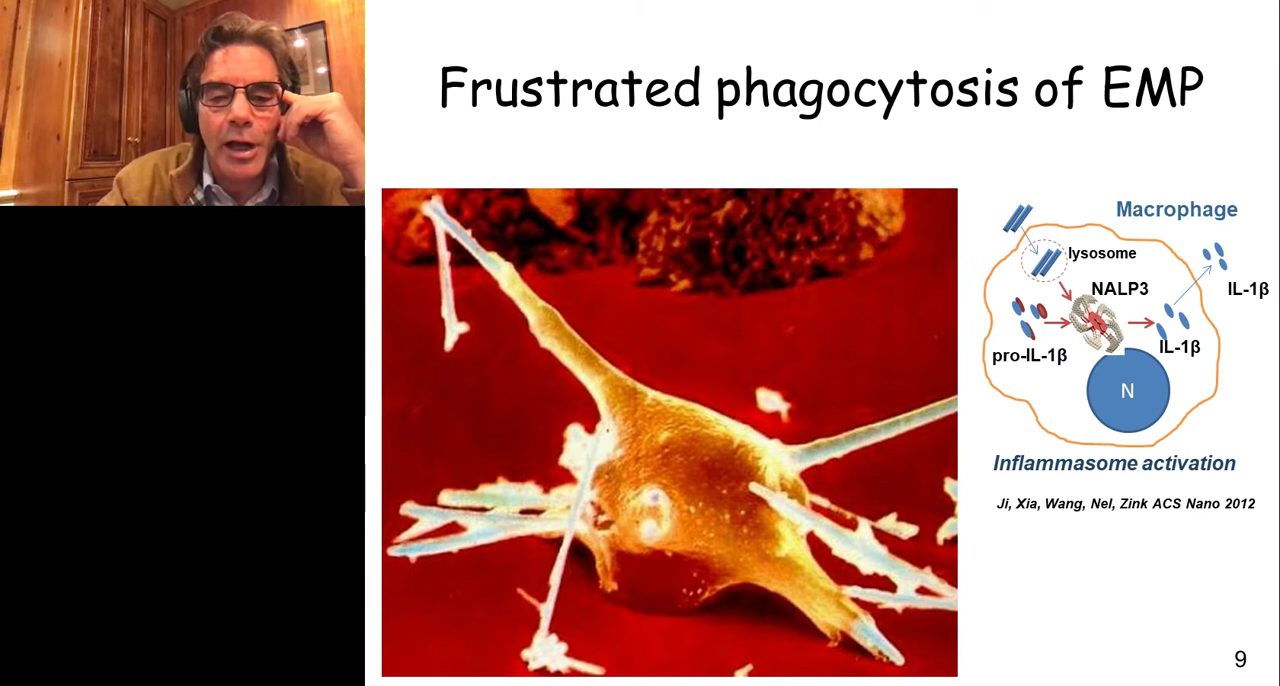 Frustrated phagocytosis of EMP
Macrophage
lysosome
NALP3
IL-1β
pro-IL-1β
IL-1β
N
Inflammasome activation
Ji, Xia, Wang, Nel, Zink ACS Nano 2012
9